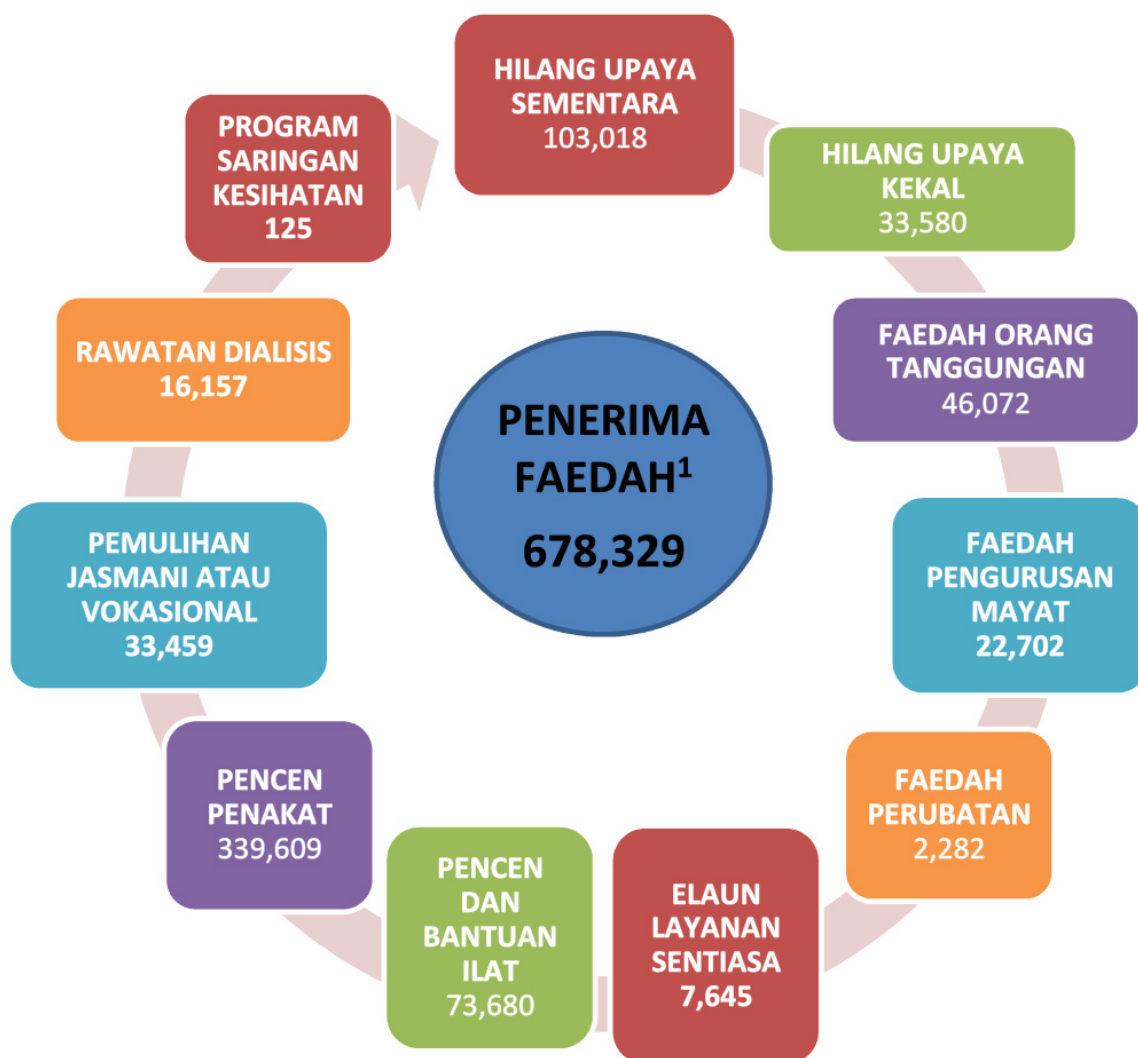 HILANG UPAYA
SEMENTARA
103,018
HILANG UPAYA
KEKAL
33,580
FAEDAH ORANG
TANGGUNGAN
46,072
FAEDAH
PENGURUSAN
MAYAT
22,702
FAEDAH
PERUBATAN
2,282
ELAUN
LAYANAN
SENTIASA
7,645
PENCEN
DAN
BANTUAN
ILAT
73,680
PENCEN
PENAKAT
339,609
PEMULIHAN
JASMANI ATAU
VOKASIONAL
33,459
RAWATAN DIALISIS
16,157
PROGRAM
SARINGAN
KESIHATAN
125
PENERIMA
FAEDAH¹
678,329